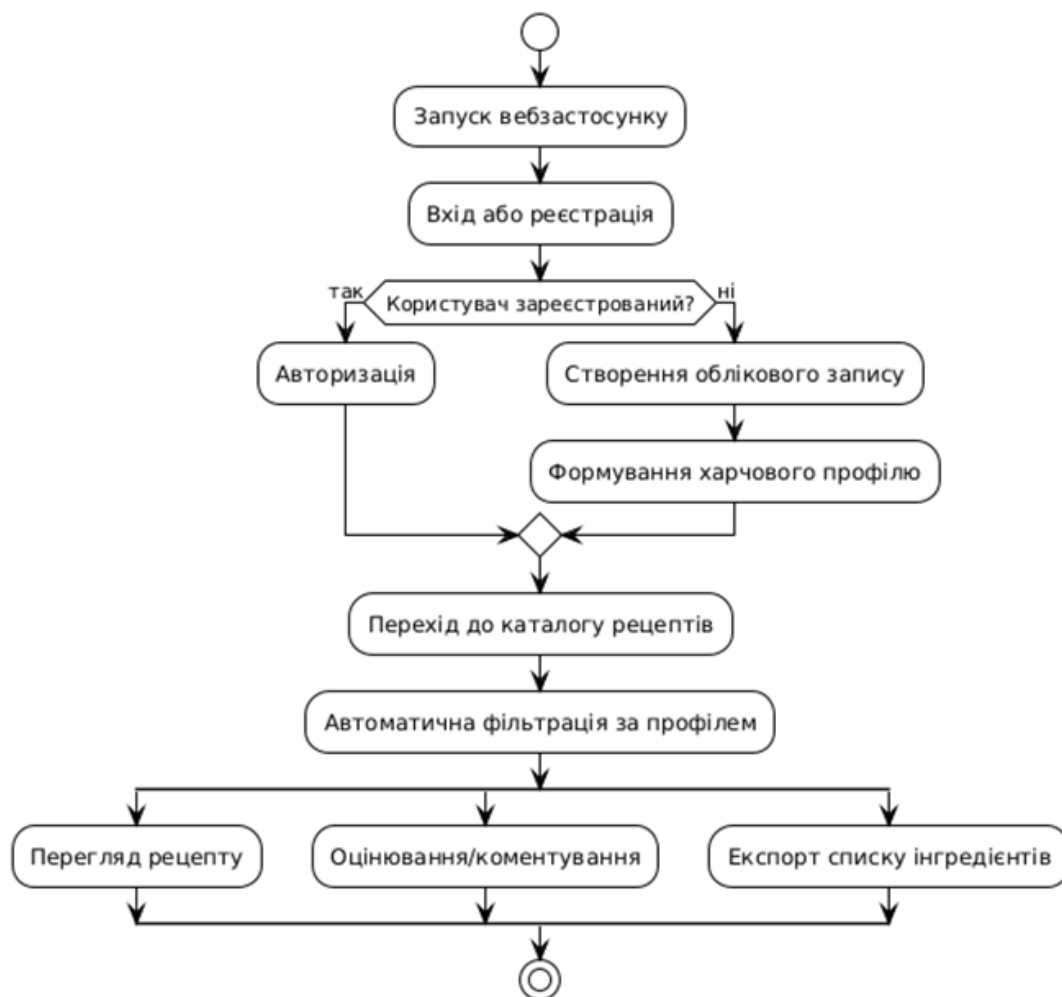 Запуск вебзастосунку
Вхід або реєстрація
так
Користувач зареєстрований?
ні
Авторизація
Створення облікового запису
Формування харчового профілю
Перехід до каталогу рецептів
Автоматична фільтрація за профілем
Перегляд рецепту
Оцінювання/коментування
Експорт списку інгредієнтів